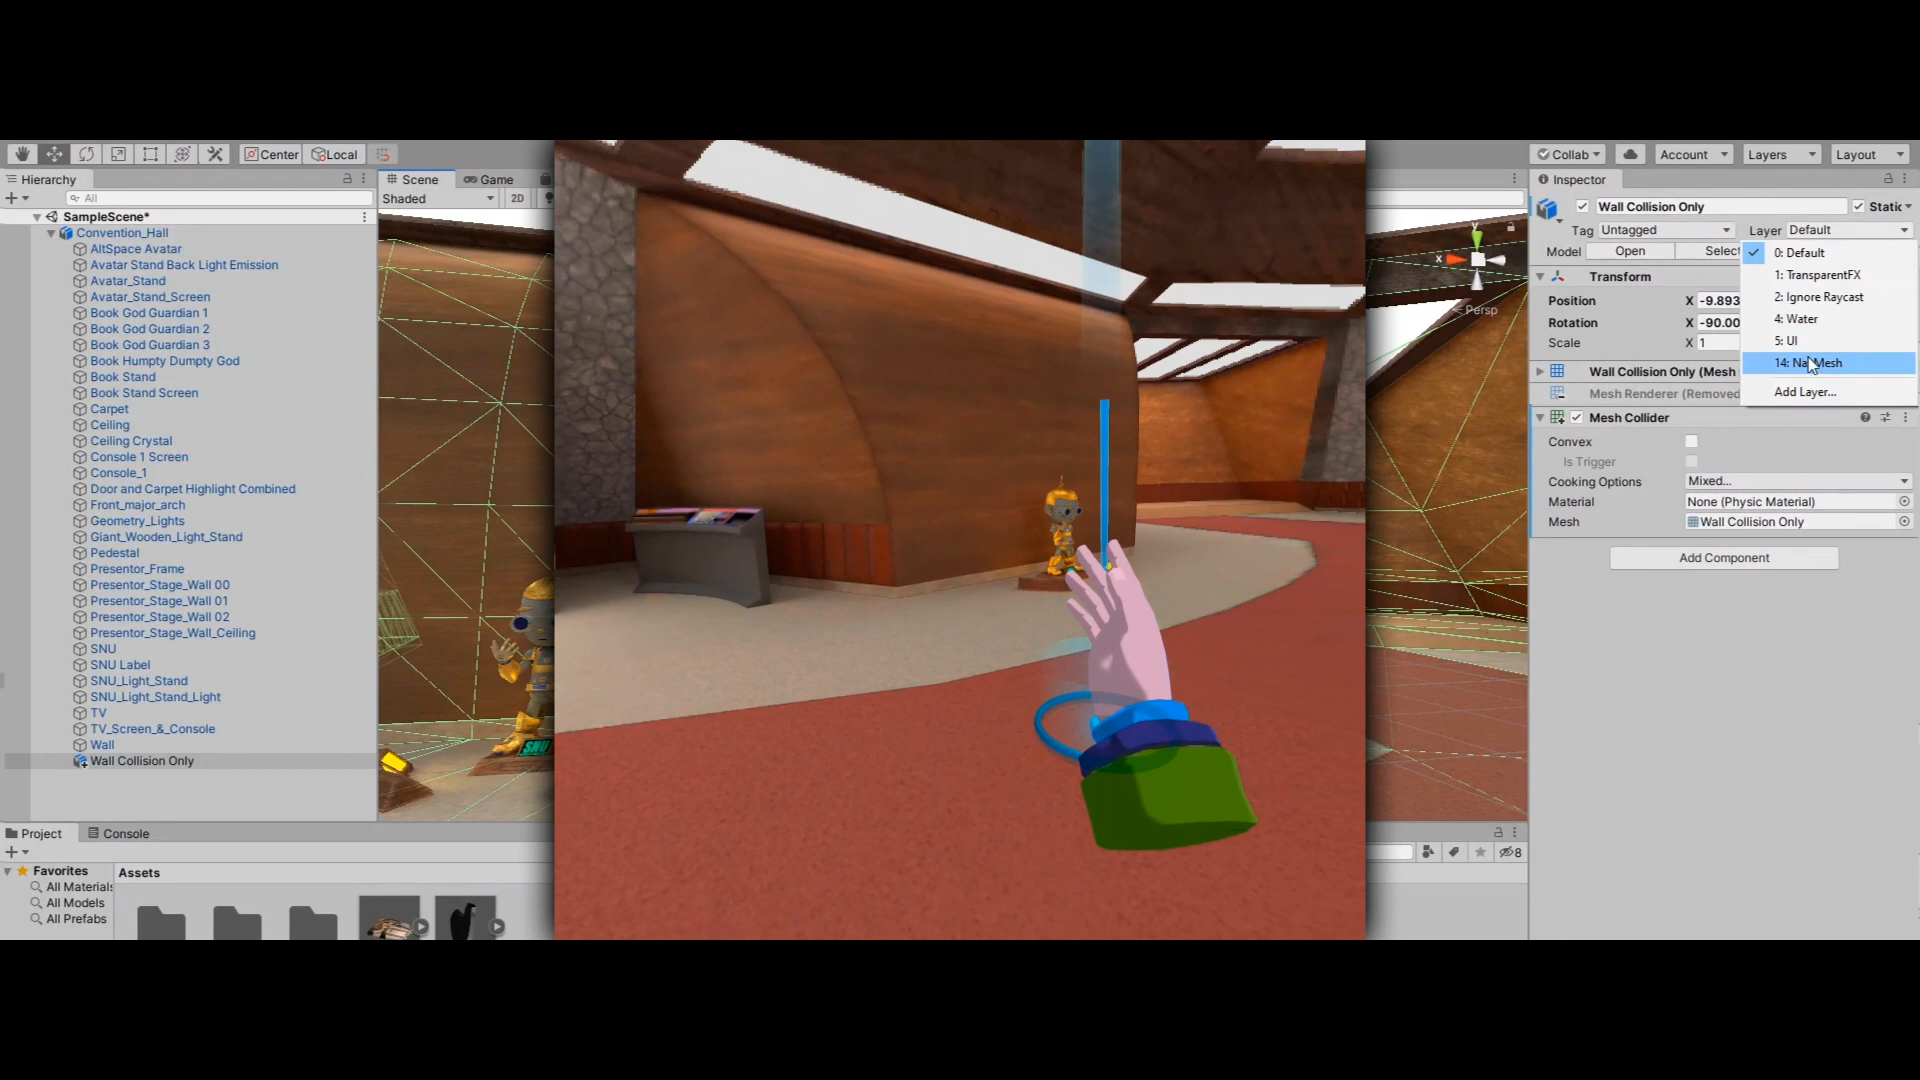 Center
Local
Collab
Account
Layers
Layout
Hierarchy
All
SampleScene*
Convention_Hall
AltSpace Avatar
Avatar Stand Back Light Emission
Avatar_Stand
Avatar_Stand_Screen
Book God Guardian 1
Book God Guardian 2
Book God Guardian 3
Book Humpty Dumpty God
Book Stand
Book Stand Screen
Carpet
Ceiling
Ceiling Crystal
Console 1 Screen
Console_1
Door and Carpet Highlight Combined
Front_major_arch
Geometry_Lights
Giant_Wooden_Light_Stand
Pedestal
Presentor_Frame
Presentor_Stage_Wall 00
Presentor_Stage_Wall 01
Presentor_Stage_Wall 02
Presentor_Stage_Wall_Ceiling
SNU
SNU Label
SNU_Light_Stand
SNU_Light_Stand_Light
TV
TV_Screen_&_Console
Wall
Wall Collision Only
Scene
Game
Shaded
2D
y
x
Persp
SNU
Inspector
Wall Collision Only
Static
Tag Untagged
Layer Default
Model Open Select
0: Default
1: TransparentFX
2: Ignore Raycast
4: Water
5: UI
14: NavMesh
Add Layer...
Transform
Position X -9.893
Rotation X -90.00
Scale X 1
Wall Collision Only (Mesh
Mesh Renderer (Removed
Mesh Collider
Convex
Is Trigger
Cooking Options Mixed...
Material None (Physic Material)
Mesh Wall Collision Only
Add Component
Project
Console
Favorites
All Materials
All Models
All Prefabs
Assets
8